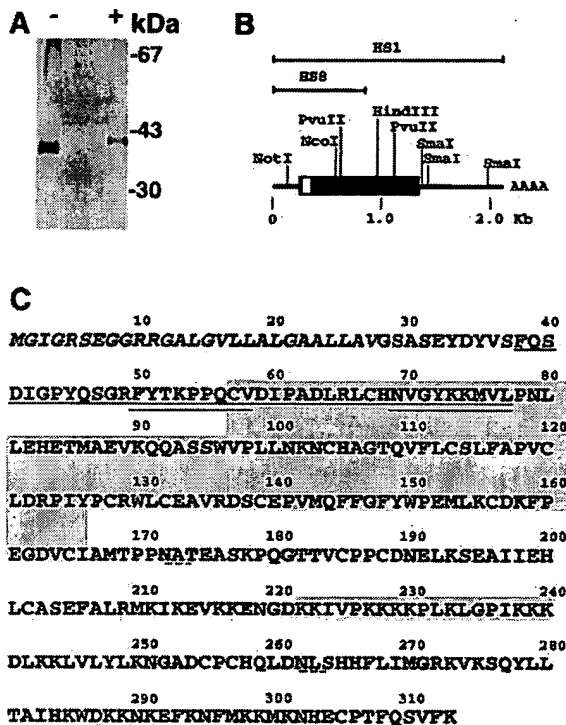 A
- +
kDa
-67
-43
-30
B
HS1
HS8
PvuII
HindIII
NcoI
PvuII
SmaI
NotI
SmaI
SmaI
AAAA
0 1.0 2.0 Kb
C
10 20 30 40
MGIGRSEGGRRGALGVLLALGAALLAVGSASEYDYVSFQS
50 60 70 80
DIGPYQSGRFYTKPPQCVDIPADLRLCHNVGYKKMVLPNL
90 100 110 120
LEHETMAEVKQQASSWVPLLNKNCHAGTQVFLCSLFAPVC
130 140 150 160
LDRPIYPCRWLCEAVRDSCEPVMQFFGFYWPEMLKCDKFP
170 180 190 200
EGDVCIAMTPPNATEASKPQGTTVCPPCDNELKSEAIIEH
210 220 230 240
LCASEFALRMKIKEVKKENGDKKIVPKKKKPLKLGPIKKK
250 260 270 280
DLKKLVLYLKNGADCPCHQLDNLSHHFLIMGRKVKSQYLL
290 300 310
TAIHKWDKKNKEFKNFMKKMKNHECPTFQSVFK